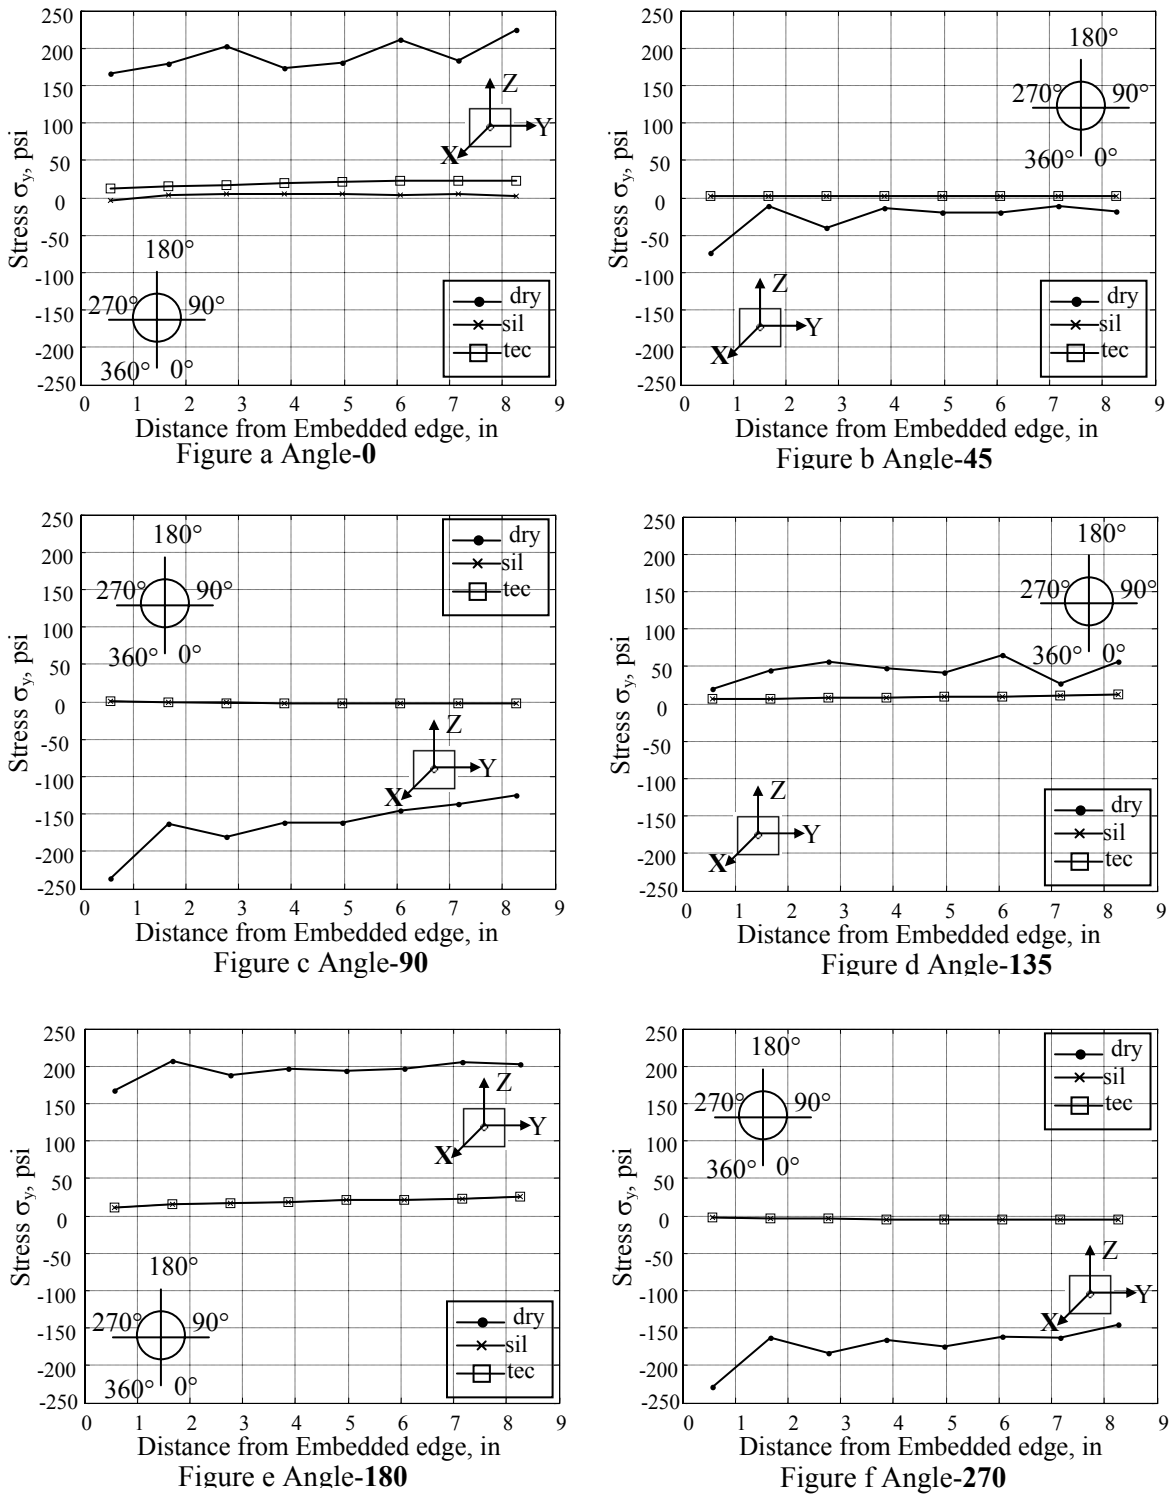 250
200
150
100
50
0
-50
-100
-150
-200
-250
Stress σy, psi
Z
Y
X
180°
270° 90°
360° 0°
dry
sil
tec
0 1 2 3 4 5 6 7 8 9
Distance from Embedded edge, in
Figure a Angle-0
250
200
150
100
50
0
-50
-100
-150
-200
-250
Stress σy, psi
180°
270° 90°
360° 0°
Z
Y
X
dry
sil
tec
0 1 2 3 4 5 6 7 8 9
Distance from Embedded edge, in
Figure b Angle-45
250
200
150
100
50
0
-50
-100
-150
-200
-250
Stress σy, psi
180°
270° 90°
360° 0°
dry
sil
tec
Z
Y
X
0 1 2 3 4 5 6 7 8 9
Distance from Embedded edge, in
Figure c Angle-90
250
200
150
100
50
0
-50
-100
-150
-200
-250
Stress σy, psi
180°
270° 90°
360° 0°
Z
Y
X
dry
sil
tec
0 1 2 3 4 5 6 7 8 9
Distance from Embedded edge, in
Figure d Angle-135
250
200
150
100
50
0
-50
-100
-150
-200
-250
Stress σy, psi
Z
Y
X
180°
270° 90°
360° 0°
dry
sil
tec
0 1 2 3 4 5 6 7 8 9
Distance from Embedded edge, in
Figure e Angle-180
250
200
150
100
50
0
-50
-100
-150
-200
-250
Stress σy, psi
180°
270° 90°
360° 0°
dry
sil
tec
Z
Y
X
0 1 2 3 4 5 6 7 8 9
Distance from Embedded edge, in
Figure f Angle-270